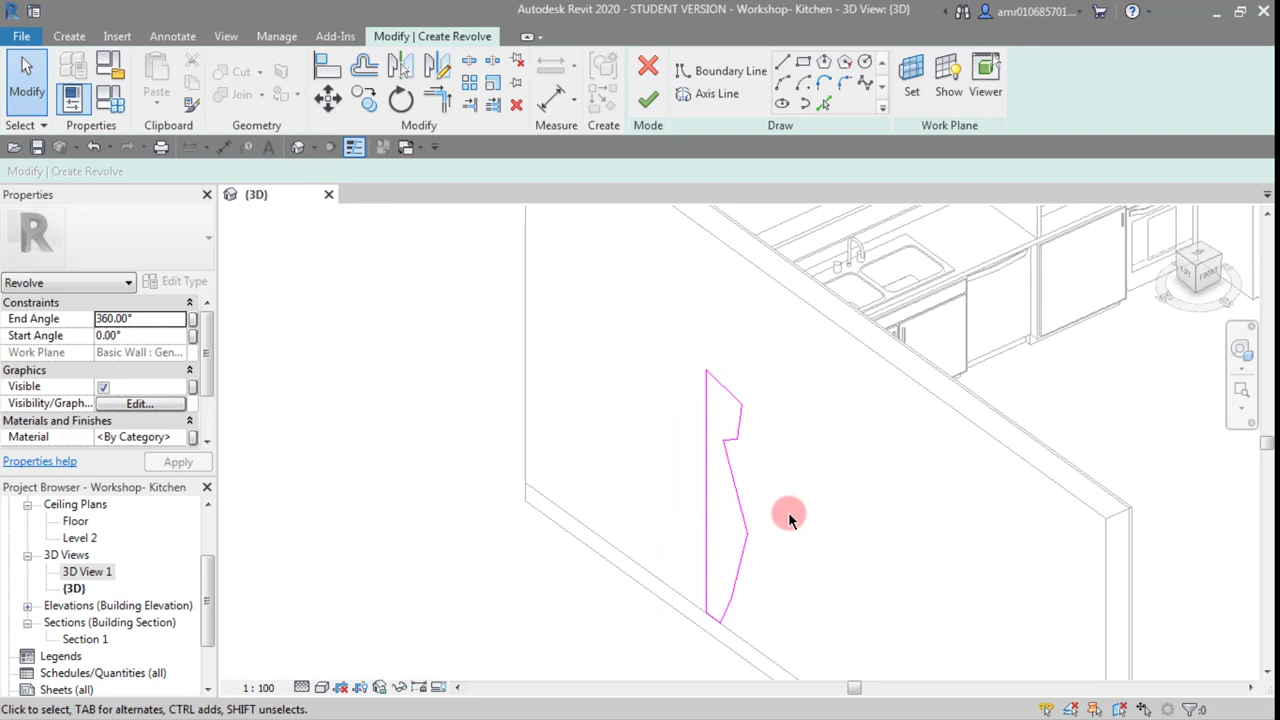 Autodesk Revit 2020 - STUDENT VERSION - Workshop- Kitchen - 3D View: {3D}
amr010685701...
File Create Insert Annotate View Manage Add-Ins Modify | Create Revolve
Cut
Join
Boundary Line
Axis Line
Modify
Paste
Set Show Viewer
Select Properties Clipboard Geometry Modify Measure Create Mode Draw Work Plane
Modify | Create Revolve
Properties
{3D}
R
Revolve
Edit Type
Constraints
End Angle 360.00°
Start Angle 0.00°
Work Plane Basic Wall : Gen...
Graphics
Visible
Visibility/Graph... Edit...
Materials and Finishes
Material <By Category>
Properties help Apply
Project Browser - Workshop- Kitchen
Ceiling Plans
Floor
Level 2
3D Views
3D View 1
{3D}
Elevations (Building Elevation)
Sections (Building Section)
Section 1
Legends
Schedules/Quantities (all)
Sheets (all)
FRONT
1 : 100
Click to select, TAB for alternates, CTRL adds, SHIFT unselects.
:0